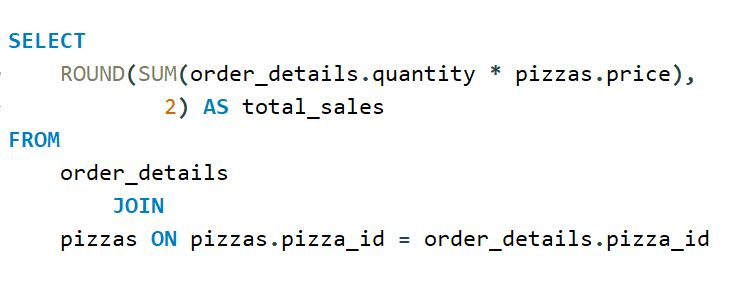 SELECT
ROUND(SUM(order_details.quantity * pizzas.price),
2) AS total_sales
FROM
order_details
JOIN
pizzas ON pizzas.pizza_id = order_details.pizza_id